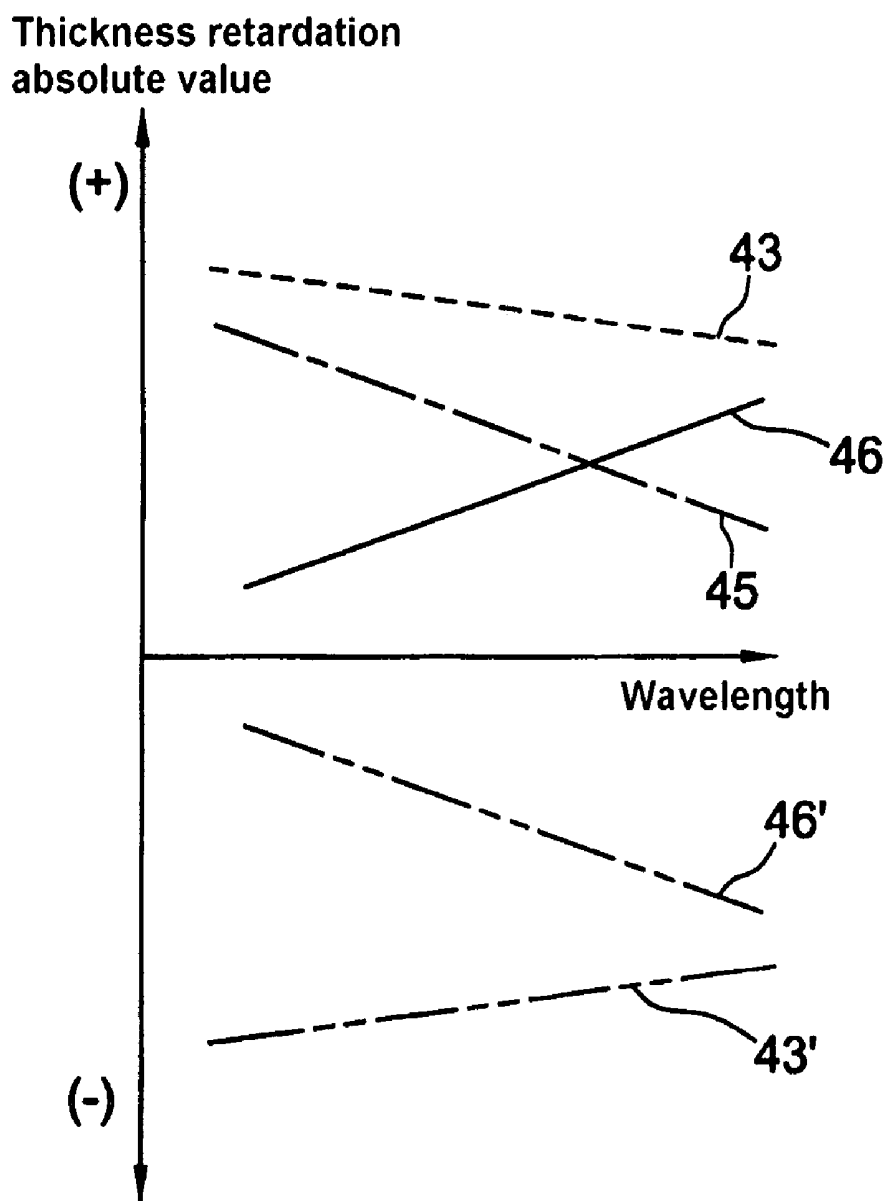 Thickness retardation
absolute value
(+)
43
46
45
Wavelength
46'
43'
(-)